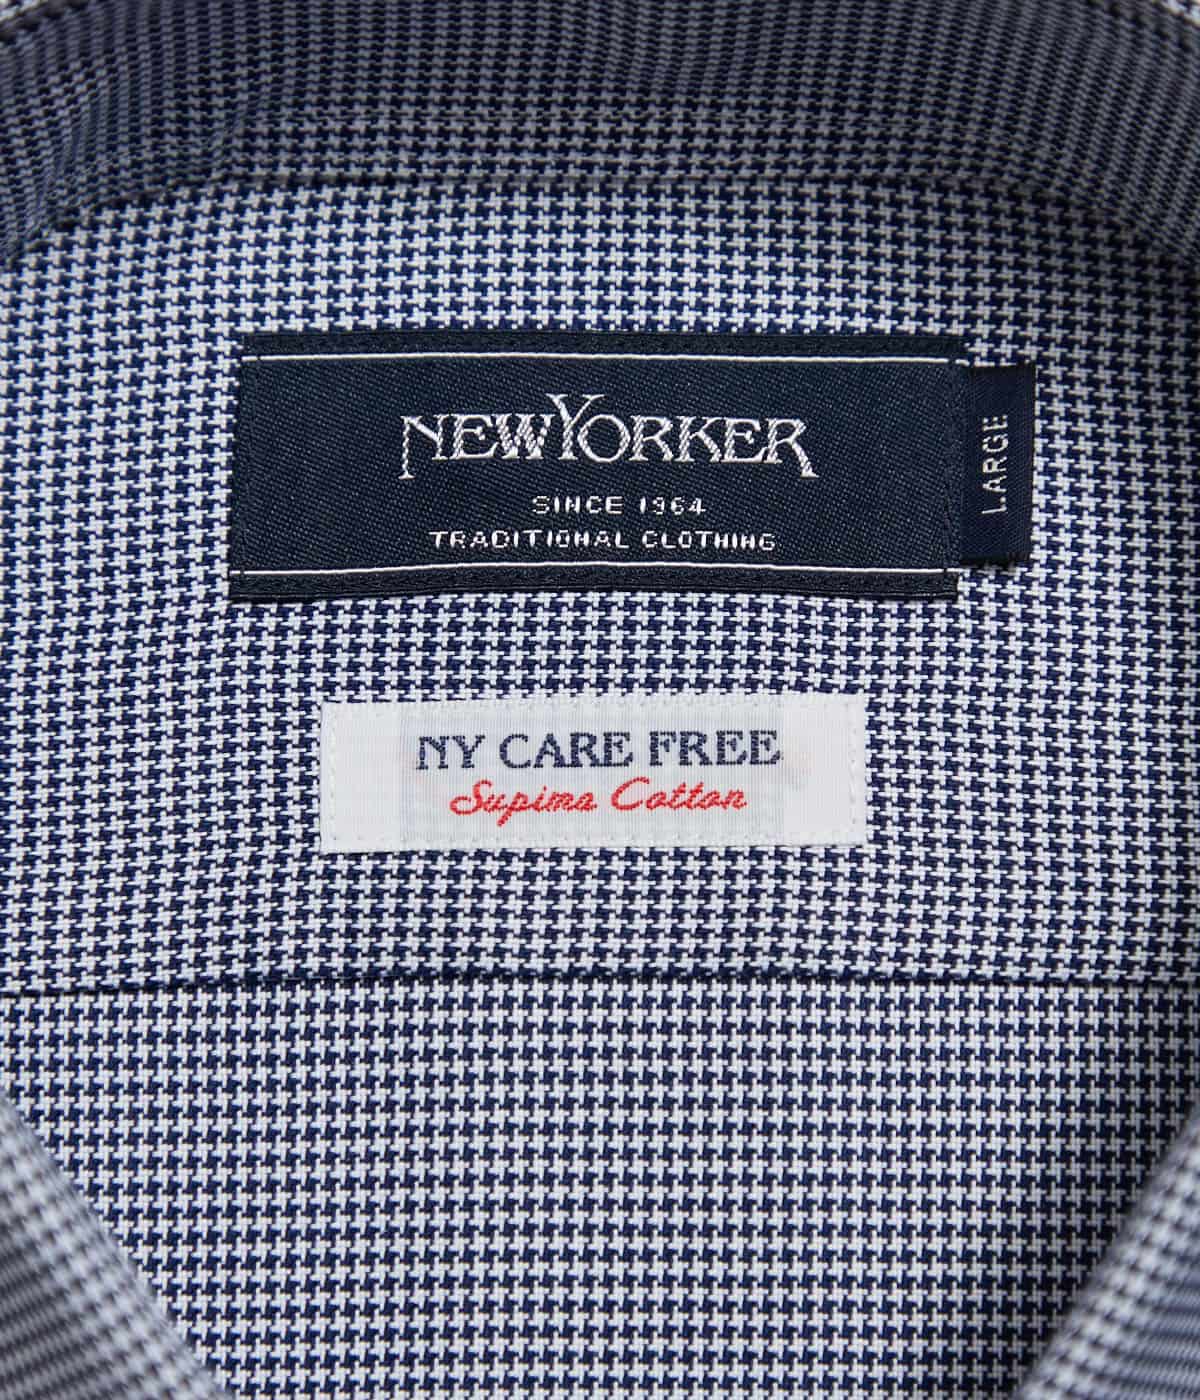 NEWYORKER
SINCE 1964
TRADITIONAL CLOTHING
LARGE
NY CARE FREE
Supima Cotton